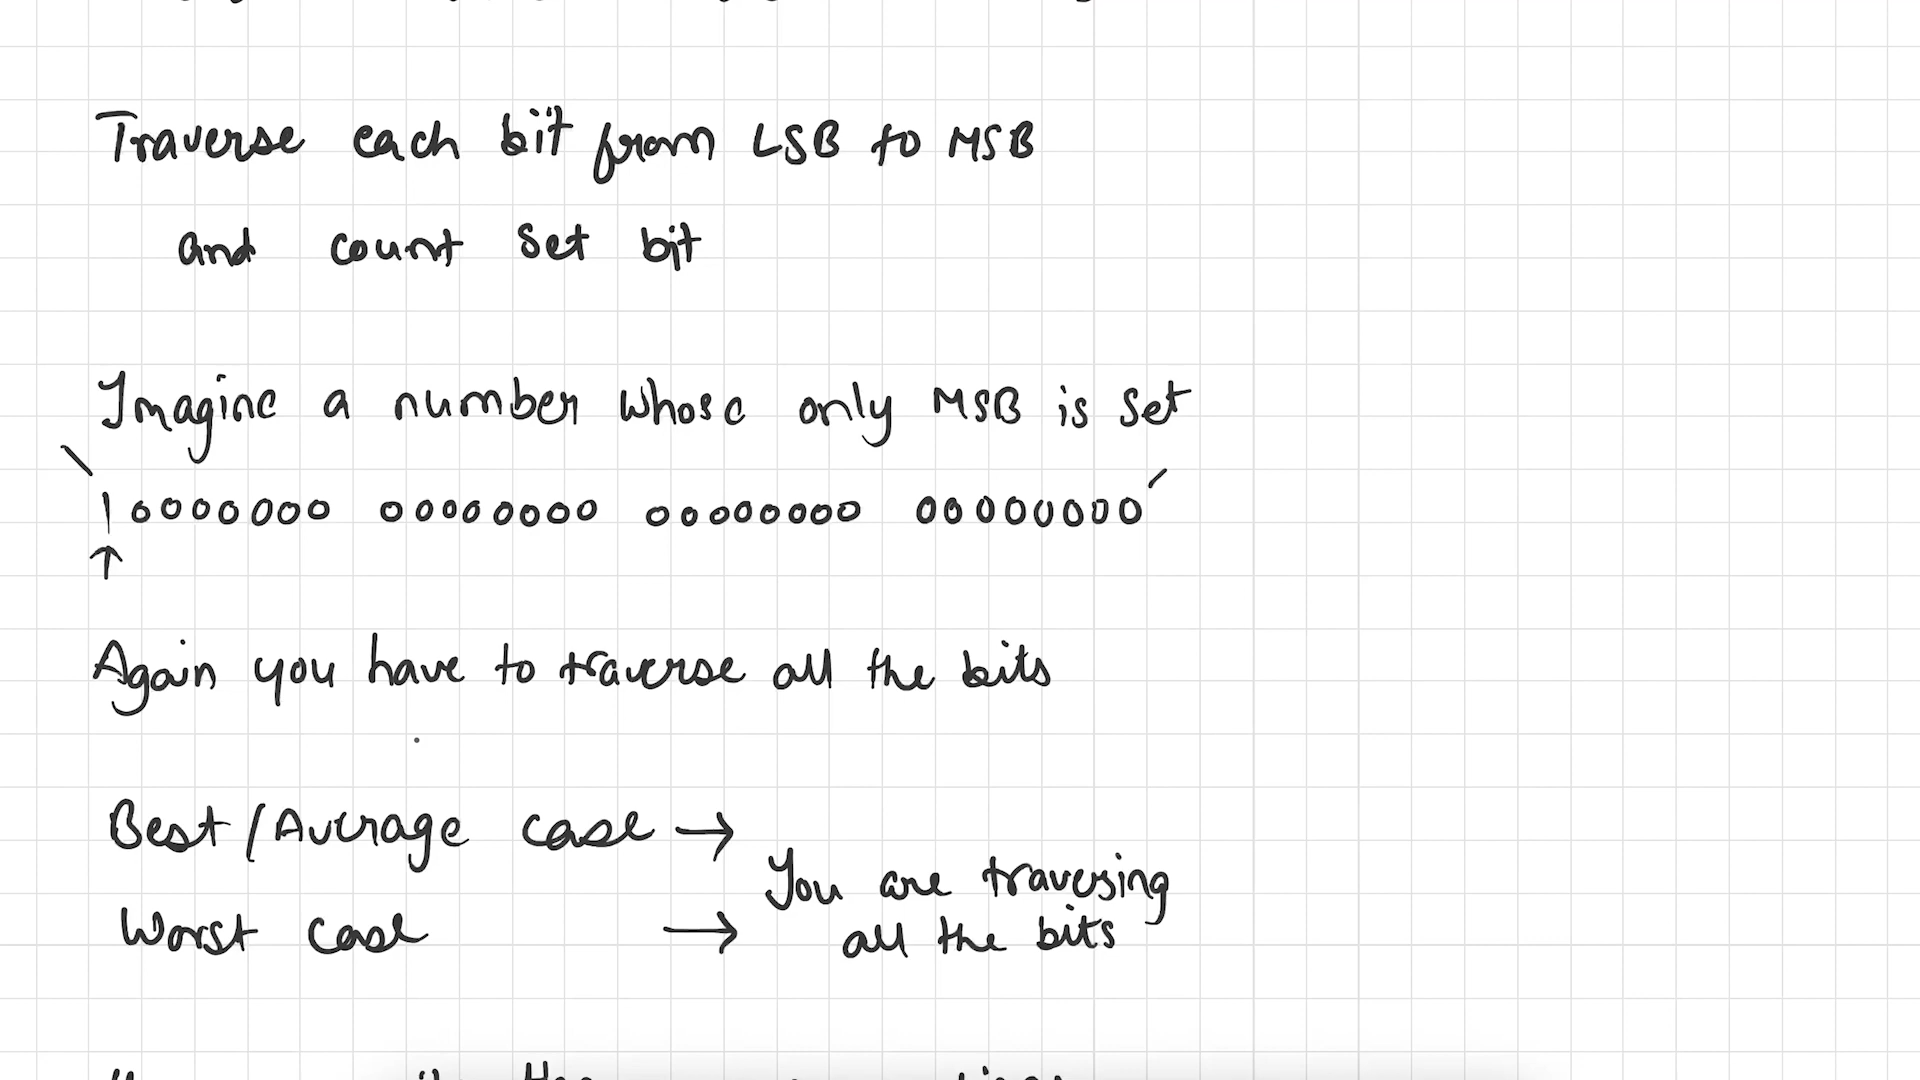 Traverse each bit from LSB to MSB
and count set bit
Imagine a number whose only MSB is set
10000000 00000000 00000000 00000000
Again you have to traverse all the bits
Best/Average case →
You are traversing
Worst case →
all the bits